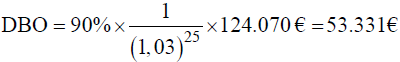 DBO = 90% × 1/(1,03)^25 × 124.070 € = 53.331€